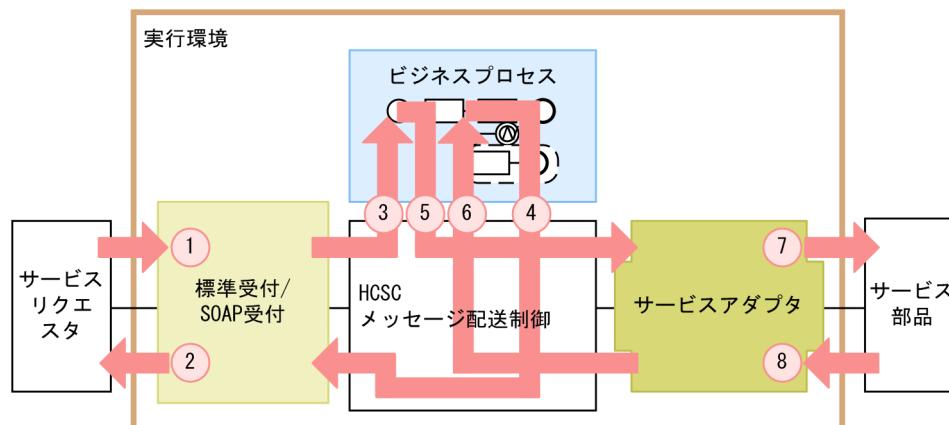 実行環境
ビジネスプロセス
3
5
6
4
1
7
サービス
リクエ
スタ
標準受付/
SOAP受付
HCSC
メッセージ配送制御
サービスアダプタ
サービス
部品
2
8